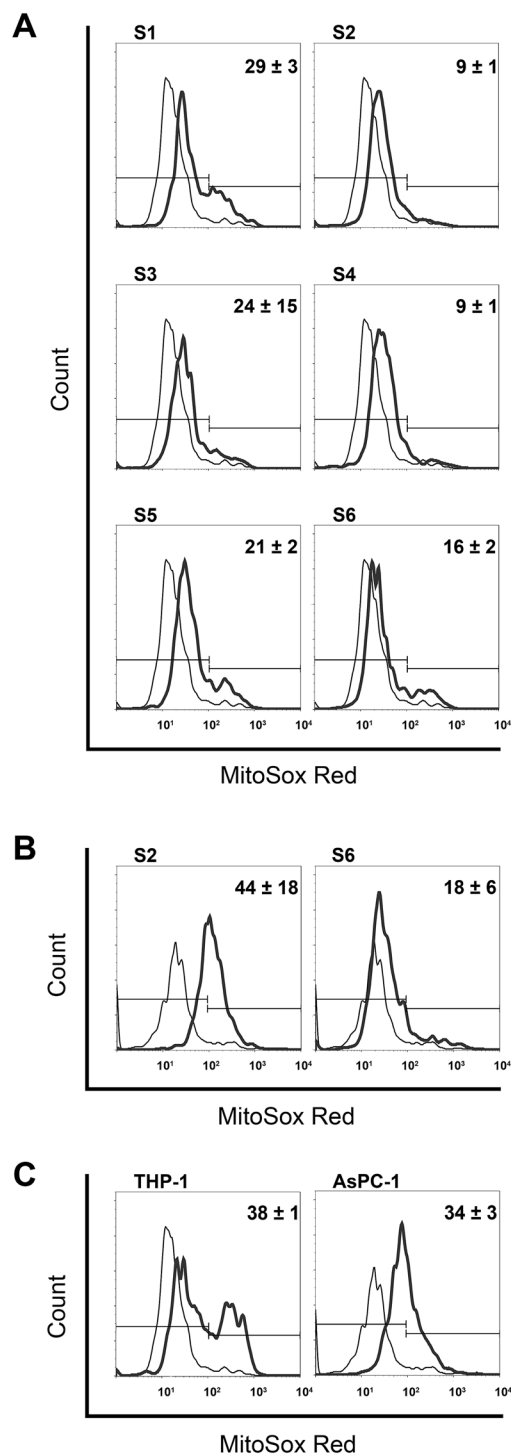 A
S1 S2
29 ± 3 9 ± 1
S3 S4
24 ± 15 9 ± 1
Count
S5 S6
21 ± 2 16 ± 2
10¹ 10² 10³ 10⁴ 10¹ 10² 10³ 10⁴
MitoSox Red
B
S2 S6
44 ± 18 18 ± 6
Count
10¹ 10² 10³ 10⁴ 10¹ 10² 10³ 10⁴
MitoSox Red
C
THP-1 AsPC-1
38 ± 1 34 ± 3
Count
10¹ 10² 10³ 10⁴ 10¹ 10² 10³ 10⁴
MitoSox Red